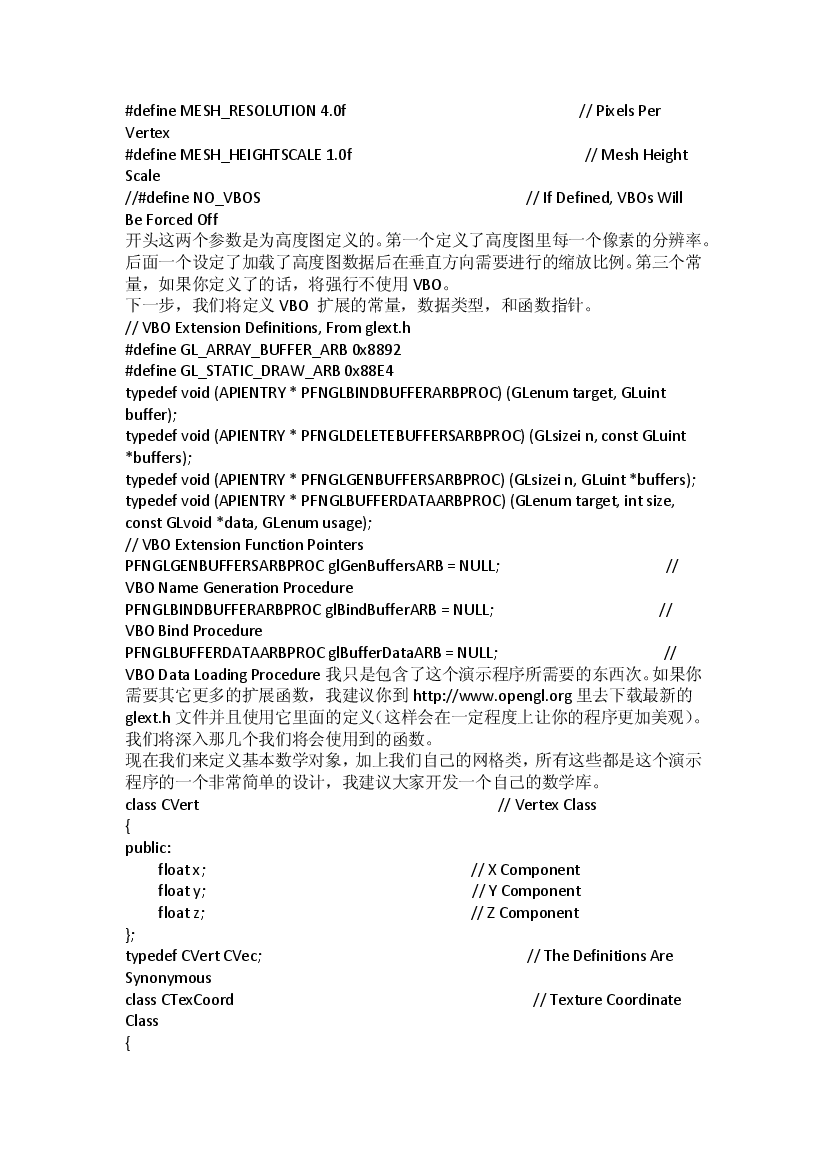 #define MESH_RESOLUTION 4.0f // Pixels Per
Vertex
#define MESH_HEIGHTSCALE 1.0f // Mesh Height
Scale
//#define NO_VBOS // If Defined, VBOs Will
Be Forced Off
开头这两个参数是为高度图定义的。第一个定义了高度图里每一个像素的分辨率。
后面一个设定了加载了高度图数据后在垂直方向需要进行的缩放比例。第三个常
量，如果你定义了的话，将强行不使用 VBO。
下一步，我们将定义 VBO 扩展的常量，数据类型，和函数指针。
// VBO Extension Definitions, From glext.h
#define GL_ARRAY_BUFFER_ARB 0x8892
#define GL_STATIC_DRAW_ARB 0x88E4
typedef void (APIENTRY * PFNGLBINDBUFFERARBPROC) (GLenum target, GLuint
buffer);
typedef void (APIENTRY * PFNGLDELETEBUFFERSARBPROC) (GLsizei n, const GLuint
*buffers);
typedef void (APIENTRY * PFNGLGENBUFFERSARBPROC) (GLsizei n, GLuint *buffers);
typedef void (APIENTRY * PFNGLBUFFERDATAARBPROC) (GLenum target, int size,
const GLvoid *data, GLenum usage);
// VBO Extension Function Pointers
PFNGLGENBUFFERSARBPROC glGenBuffersARB = NULL; //
VBO Name Generation Procedure
PFNGLBINDBUFFERARBPROC glBindBufferARB = NULL; //
VBO Bind Procedure
PFNGLBUFFERDATAARBPROC glBufferDataARB = NULL; //
VBO Data Loading Procedure 我只是包含了这个演示程序所需要的东西次。如果你
需要其它更多的扩展函数，我建议你到 http://www.opengl.org 里去下载最新的
glext.h 文件并且使用它里面的定义（这样会在一定程度上让你的程序更加美观）。
我们将深入那几个我们将会使用到的函数。
现在我们来定义基本数学对象，加上我们自己的网格类，所有这些都是这个演示
程序的一个非常简单的设计，我建议大家开发一个自己的数学库。
class CVert // Vertex Class
{
public:
float x; // X Component
float y; // Y Component
float z; // Z Component
};
typedef CVert CVec; // The Definitions Are
Synonymous
class CTexCoord // Texture Coordinate
Class
{